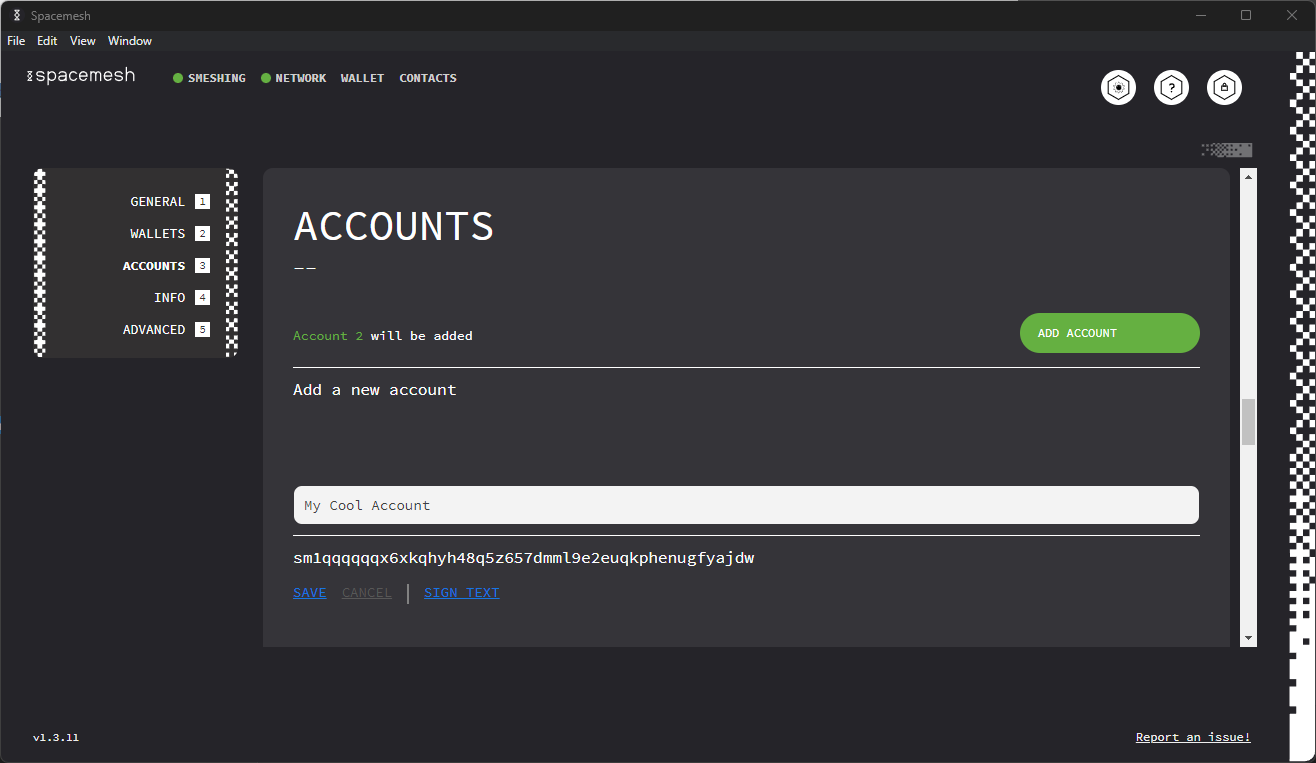 Spacemesh
File Edit View Window
spacemesh SMESHING NETWORK WALLET CONTACTS
?
GENERAL 1
WALLETS 2
ACCOUNTS 3
INFO 4
ADVANCED 5
ACCOUNTS
--
Account 2 will be added
ADD ACCOUNT
Add a new account
My Cool Account
sm1qqqqqqx6xkqhyh48q5z657dmml9e2euqkphenugfyajdw
SAVE CANCEL | SIGN TEXT
v1.3.11
Report an issue!